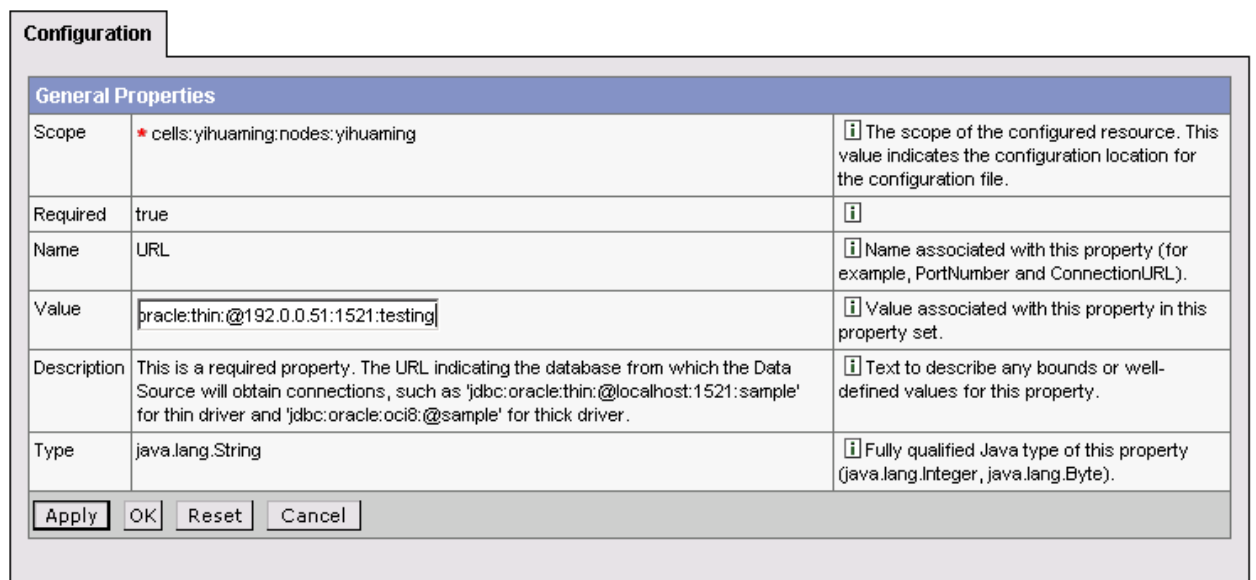 Configuration
General Properties
Scope
* cells:yihuaming:nodes:yihuaming
i The scope of the configured resource. This
value indicates the configuration location for
the configuration file.
Required
true
i
Name
URL
i Name associated with this property (for
example, PortNumber and ConnectionURL).
Value
oracle:thin:@192.0.0.51:1521:testing
i Value associated with this property in this
property set.
Description
This is a required property. The URL indicating the database from which the Data
Source will obtain connections, such as 'jdbc:oracle:thin:@localhost:1521:sample'
for thin driver and 'jdbc:oracle:oci8:@sample' for thick driver.
i Text to describe any bounds or well-
defined values for this property.
Type
java.lang.String
i Fully qualified Java type of this property
(java.lang.Integer, java.lang.Byte).
Apply OK Reset Cancel